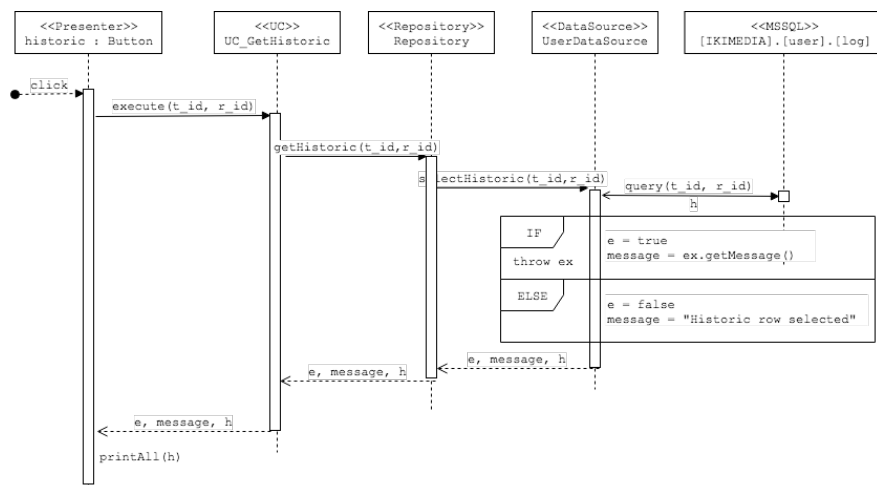 <<Presenter>>
historic : Button
<<UC>>
UC_GetHistoric
<<Repository>>
Repository
<<DataSource>>
UserDataSource
<<MSSQL>>
[IKIMEDIA].[user].[log]
click
execute(t_id, r_id)
getHistoric(t_id,r_id)
selectHistoric(t_id,r_id)
query(t_id, r_id)
h
IF
throw ex
e = true
message = ex.getMessage()
ELSE
e = false
message = "Historic row selected"
e, message, h
e, message, h
e, message, h
printAll(h)